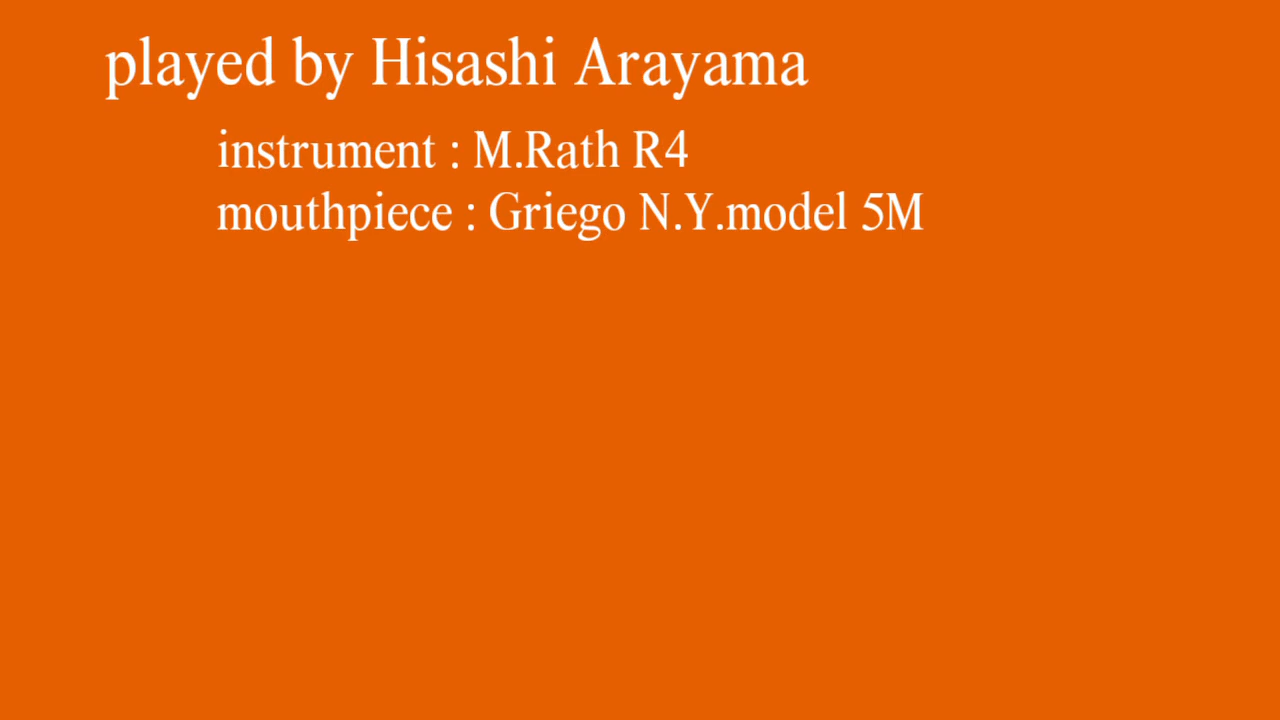 played by Hisashi Arayama
instrument : M.Rath R4
mouthpiece : Griego N.Y.model 5M